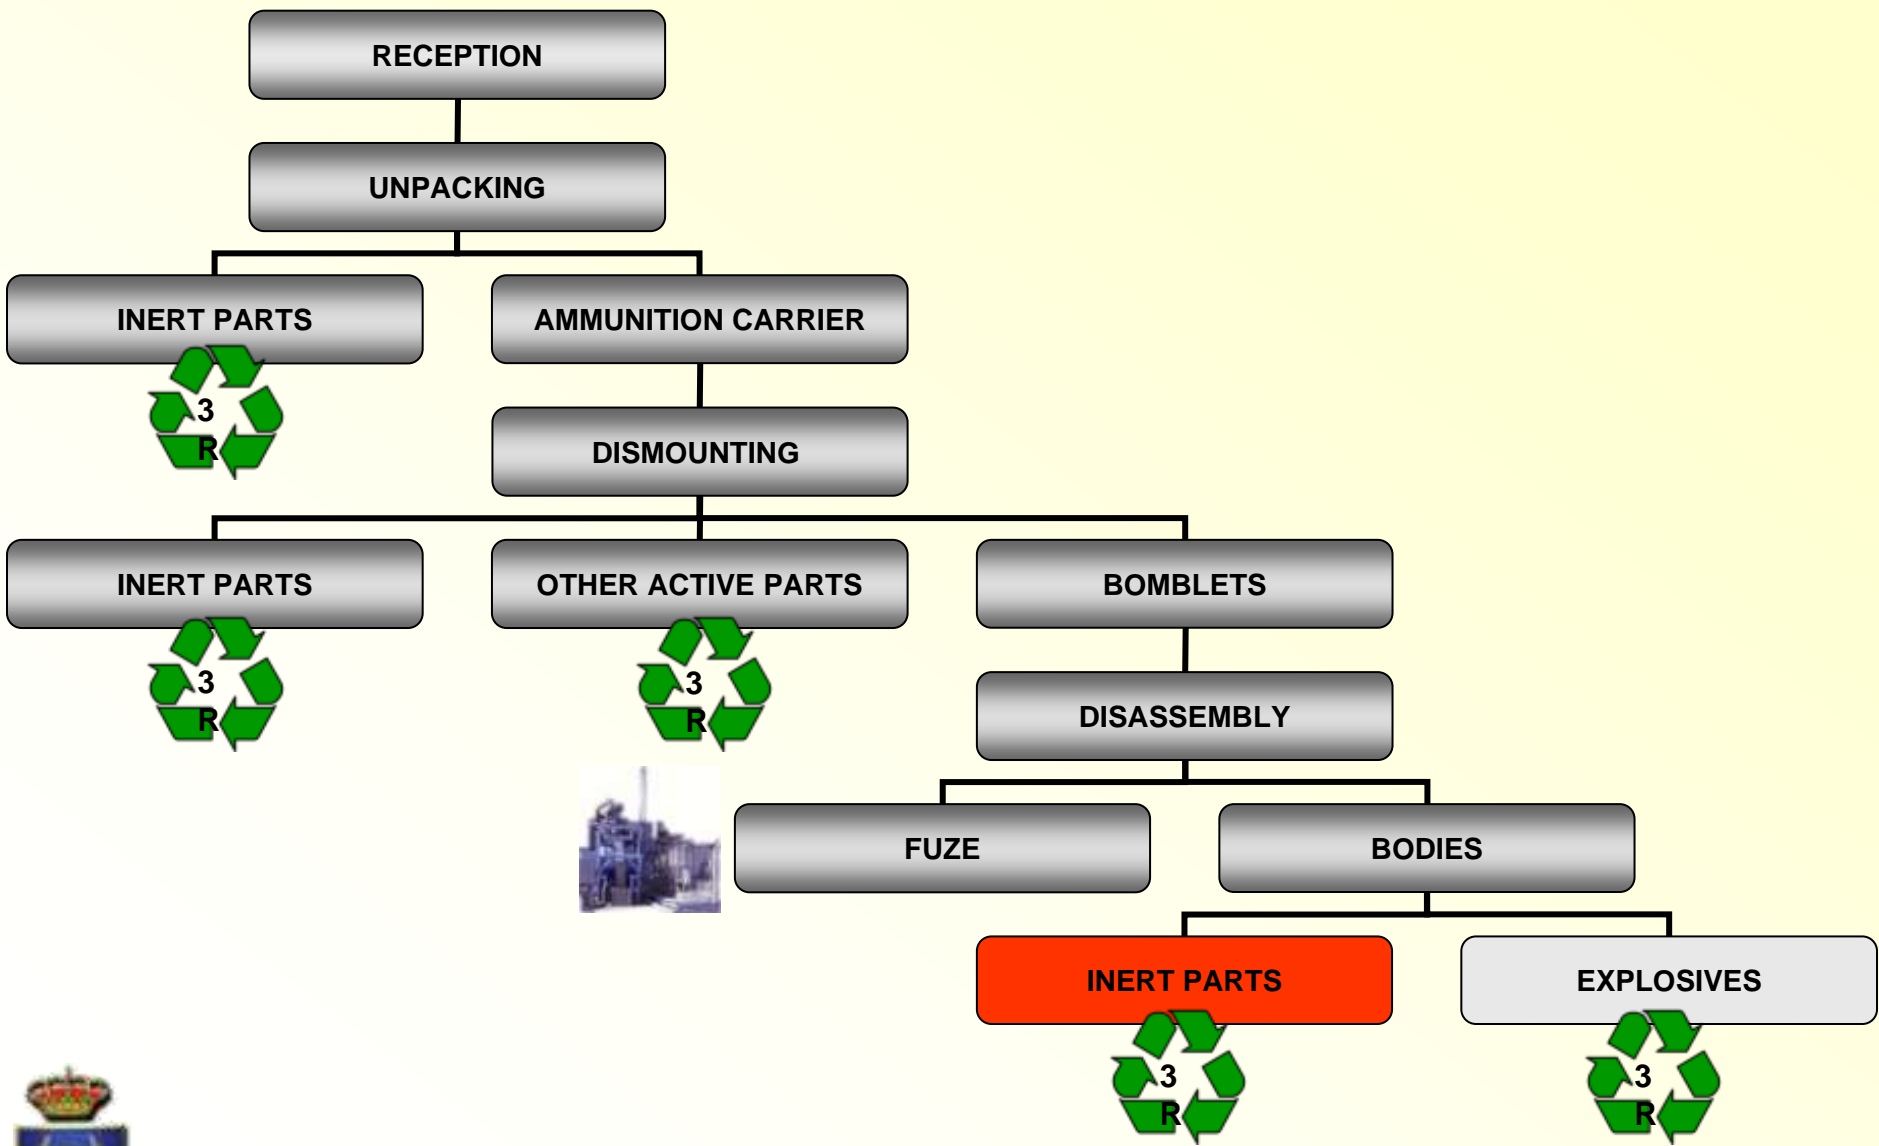 RECEPTION
UNPACKING
INERT PARTS
AMMUNITION CARRIER
3
R
DISMOUNTING
INERT PARTS
OTHER ACTIVE PARTS
BOMBLETS
3
R
3
R
DISASSEMBLY
FUZE
BODIES
INERT PARTS
EXPLOSIVES
3
R
3
R